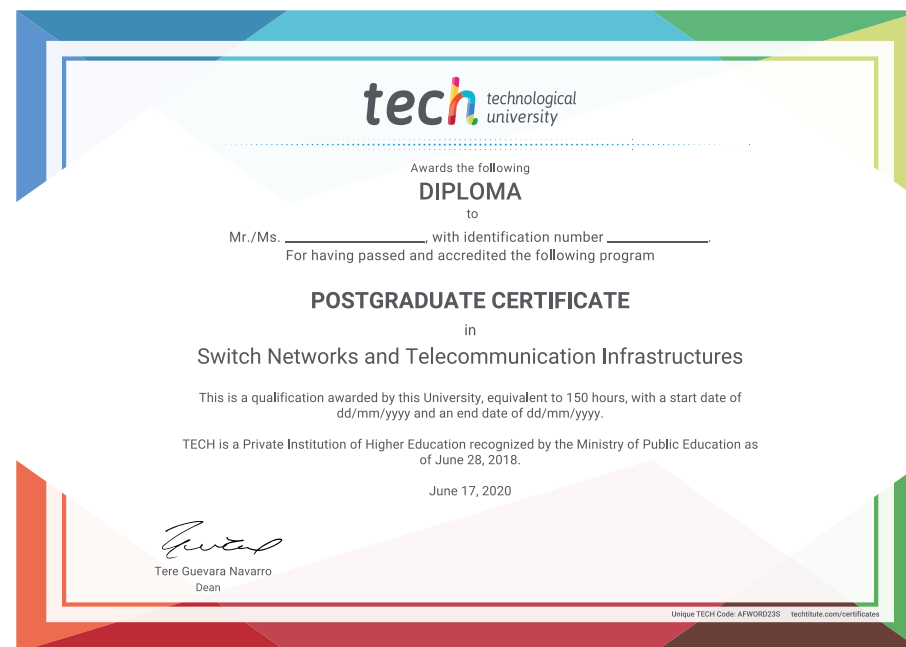 tech technological
university
Awards the following
DIPLOMA
to
Mr./Ms. ____________________, with identification number ______________.
For having passed and accredited the following program
POSTGRADUATE CERTIFICATE
in
Switch Networks and Telecommunication Infrastructures
This is a qualification awarded by this University, equivalent to 150 hours, with a start date of
dd/mm/yyyy and an end date of dd/mm/yyyy.
TECH is a Private Institution of Higher Education recognized by the Ministry of Public Education as
of June 28, 2018.
June 17, 2020
Tere Guevara Navarro
Dean
Unique TECH Code: AFWORD23S techtitute.com/certificates